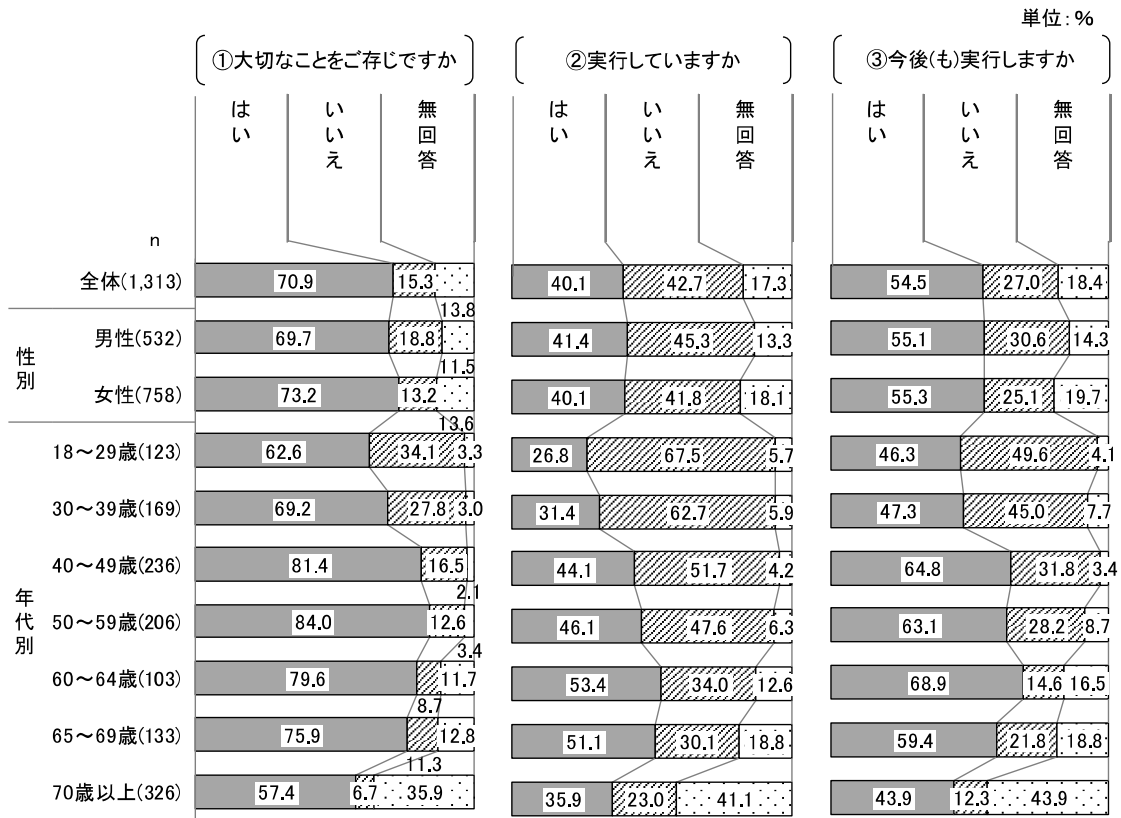 単位：%
①大切なことをご存じですか ②実行していますか ③今後(も)実行しますか
はい いいえ 無回答 はい いいえ 無回答 はい いいえ 無回答
n
全体(1,313) 70.9 15.3 13.8 40.1 42.7 17.3 54.5 27.0 18.4
性別
男性(532) 69.7 18.8 11.5 41.4 45.3 13.3 55.1 30.6 14.3
女性(758) 73.2 13.2 13.6 40.1 41.8 18.1 55.3 25.1 19.7
年代別
18～29歳(123) 62.6 34.1 3.3 26.8 67.5 5.7 46.3 49.6 4.1
30～39歳(169) 69.2 27.8 3.0 31.4 62.7 5.9 47.3 45.0 7.7
40～49歳(236) 81.4 16.5 2.1 44.1 51.7 4.2 64.8 31.8 3.4
50～59歳(206) 84.0 12.6 3.4 46.1 47.6 6.3 63.1 28.2 8.7
60～64歳(103) 79.6 8.7 11.7 53.4 34.0 12.6 68.9 14.6 16.5
65～69歳(133) 75.9 11.3 12.8 51.1 30.1 18.8 59.4 21.8 18.8
70歳以上(326) 57.4 6.7 35.9 35.9 23.0 41.1 43.9 12.3 43.9